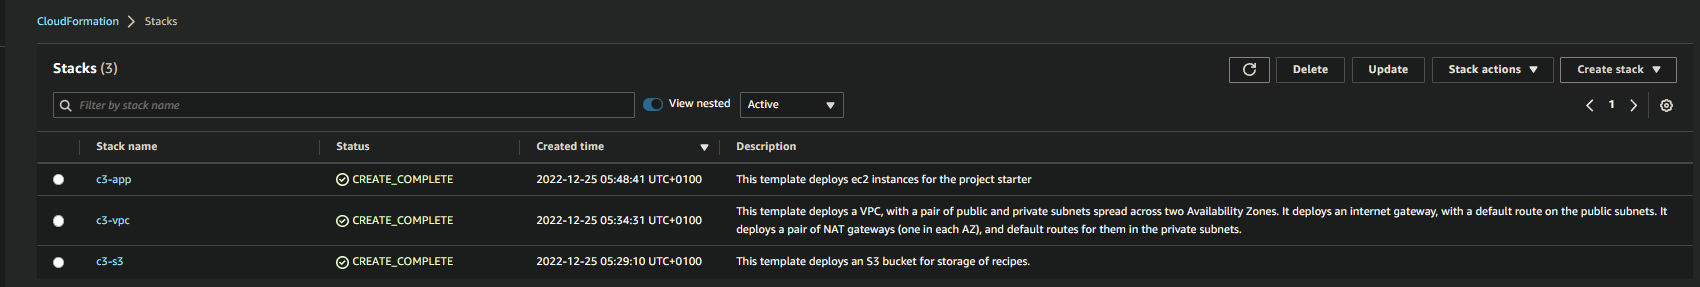 CloudFormation > Stacks
Stacks (3)
Delete
Update
Stack actions
Create stack
Filter by stack name
View nested
Active
1
Stack name Status Created time Description
c3-app CREATE_COMPLETE 2022-12-25 05:48:41 UTC+0100 This template deploys ec2 instances for the project starter
c3-vpc CREATE_COMPLETE 2022-12-25 05:34:31 UTC+0100 This template deploys a VPC, with a pair of public and private subnets spread across two Availability Zones. It deploys an internet gateway, with a default route on the public subnets. It
deploys a pair of NAT gateways (one in each AZ), and default routes for them in the private subnets.
c3-s3 CREATE_COMPLETE 2022-12-25 05:29:10 UTC+0100 This template deploys an S3 bucket for storage of recipes.